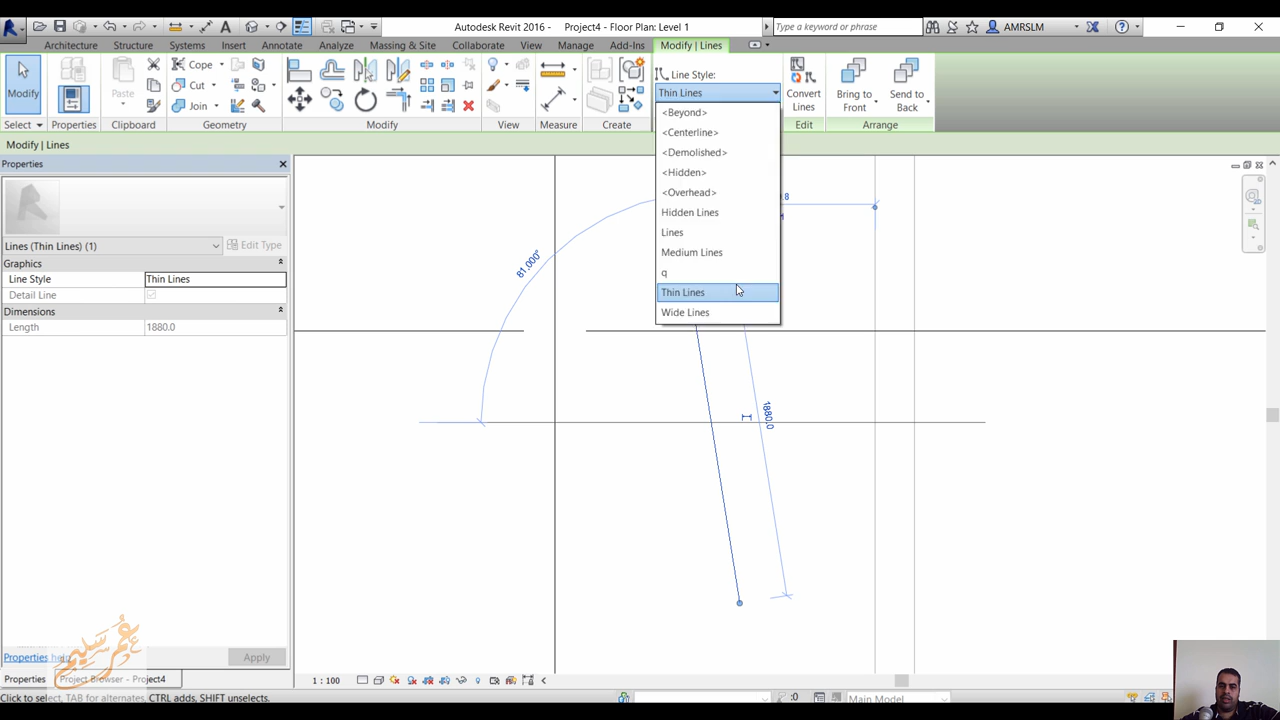 Autodesk Revit 2016 - Project4 - Floor Plan: Level 1
Type a keyword or phrase
AMRSLM
Architecture Structure Systems Insert Annotate Analyze Massing & Site Collaborate View Manage Add-Ins Modify | Lines
Modify
Properties
Paste
Cope
Cut
Join
Line Style:
Thin Lines
Convert Lines
Bring to Front
Send to Back
Select Properties Clipboard Geometry Modify View Measure Create Edit Arrange
Modify | Lines
Properties
Lines (Thin Lines) (1)
Edit Type
Graphics
Line Style Thin Lines
Detail Line
Dimensions
Length 1880.0
<Beyond>
<Centerline>
<Demolished>
<Hidden>
<Overhead>
Hidden Lines
Lines
Medium Lines
q
Thin Lines
Wide Lines
81.000°
1880.0
Properties help
Apply
عمر سليم
Properties Project Browser - Project4
1 : 100
Click to select, TAB for alternates, CTRL adds, SHIFT unselects.
:0
Main Model